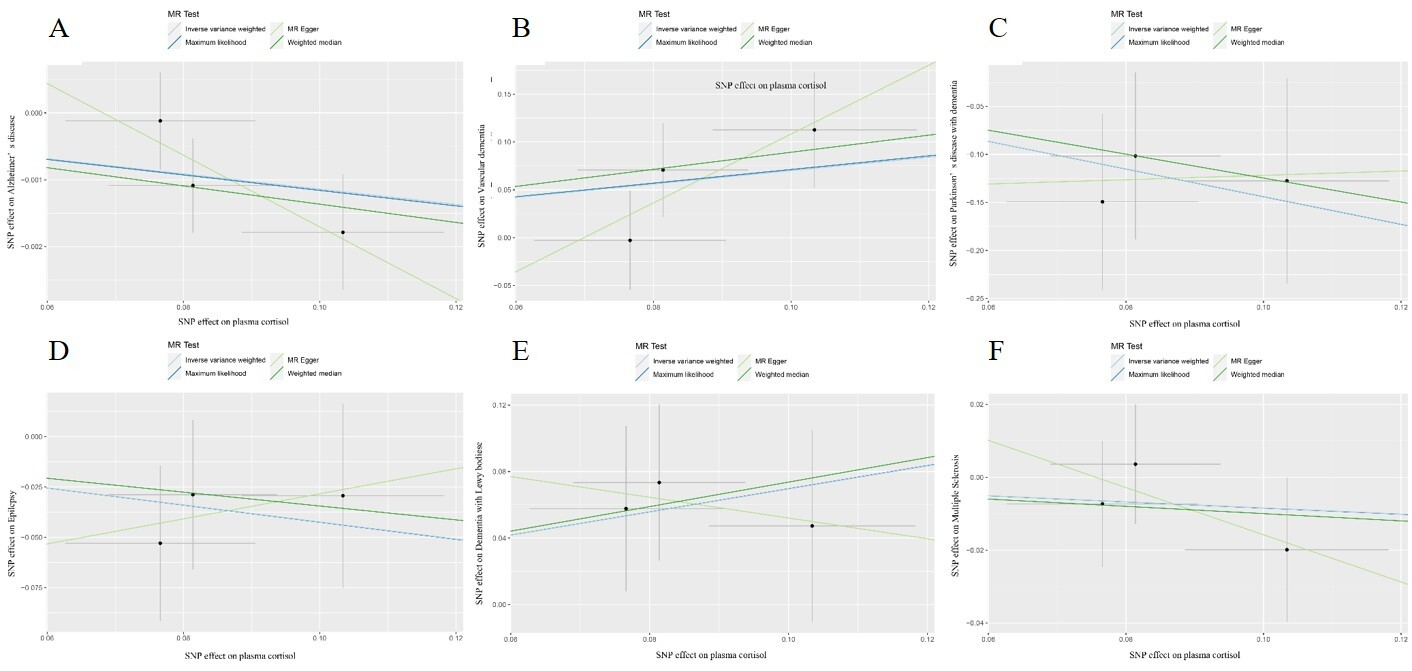 A
MR Test
Inverse variance weighted
MR Egger
Maximum likelihood
Weighted median
SNP effect on Alzheimer' s disease
0.000
−0.001
−0.002
0.06
0.08
0.10
0.12
SNP effect on plasma cortisol
B
MR Test
Inverse variance weighted
MR Egger
Maximum likelihood
Weighted median
SNP effect on plasma cortisol
SNP effect on Vascular dementia
0.15
0.10
0.05
0.00
−0.05
0.06
0.08
0.10
0.12
C
MR Test
Inverse variance weighted
MR Egger
Maximum likelihood
Weighted median
SNP effect on Parkinson' s disease with dementia
−0.05
−0.10
−0.15
−0.20
−0.25
0.06
0.08
0.10
0.12
SNP effect on plasma cortisol
D
MR Test
Inverse variance weighted
MR Egger
Maximum likelihood
Weighted median
SNP effect on Epilepsy
0.000
−0.025
−0.050
−0.075
0.06
0.08
0.10
0.12
SNP effect on plasma cortisol
E
MR Test
Inverse variance weighted
MR Egger
Maximum likelihood
Weighted median
SNP effect on Dementia with Lewy bodiese
0.12
0.08
0.04
0.00
0.06
0.08
0.10
0.12
SNP effect on plasma cortisol
F
MR Test
Inverse variance weighted
MR Egger
Maximum likelihood
Weighted median
SNP effect on Multiple Sclcrosis
0.02
0.00
−0.02
−0.04
0.06
0.08
0.10
0.12
SNP effect on plasma cortisol